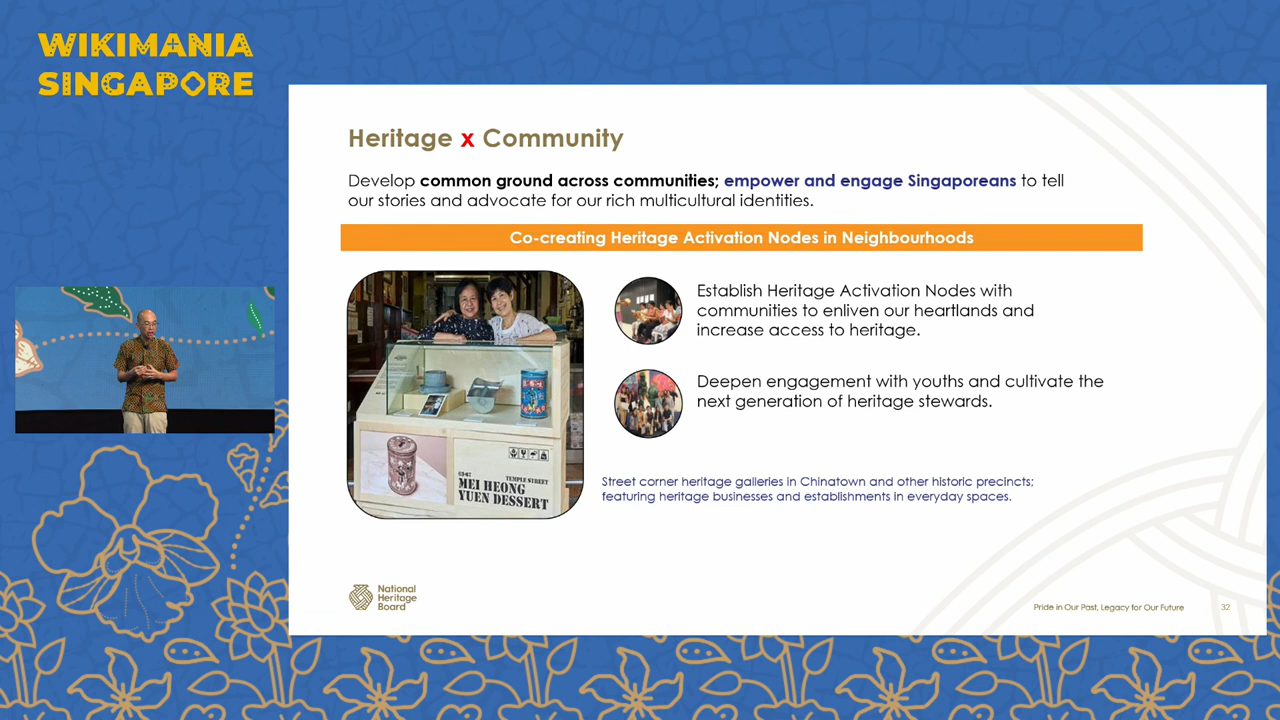 WIKIMANIA
SINGAPORE
Heritage x Community
Develop common ground across communities; empower and engage Singaporeans to tell
our stories and advocate for our rich multicultural identities.
Co-creating Heritage Activation Nodes in Neighbourhoods
Establish Heritage Activation Nodes with
communities to enliven our heartlands and
increase access to heritage.
Deepen engagement with youths and cultivate the
next generation of heritage stewards.
TEMPLE STREET
MEI HEONG
YUEN DESSERT
Street corner heritage galleries in Chinatown and other historic precincts;
featuring heritage businesses and establishments in everyday spaces.
National
Heritage
Board
Pride in Our Past, Legacy for Our Future
32